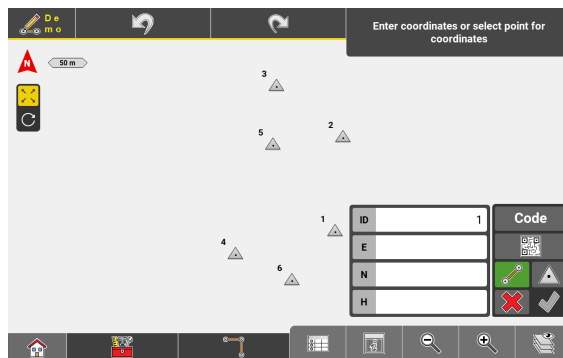 De
mo
Enter coordinates or select point for
coordinates
N
50 m
3
2
5
1
4
6
ID 1
E
N
H
Code